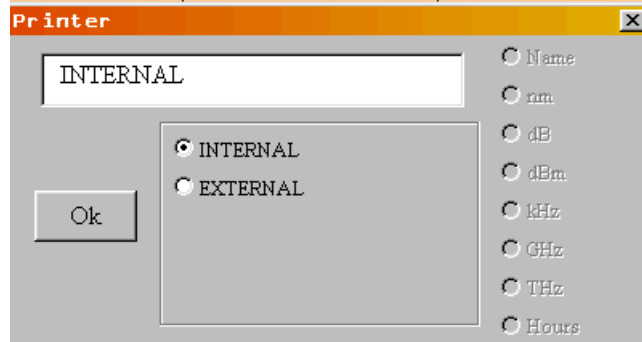 Printer
INTERNAL
INTERNAL
EXTERNAL
Ok
Name
nm
dB
dBm
kHz
GHz
THz
Hours